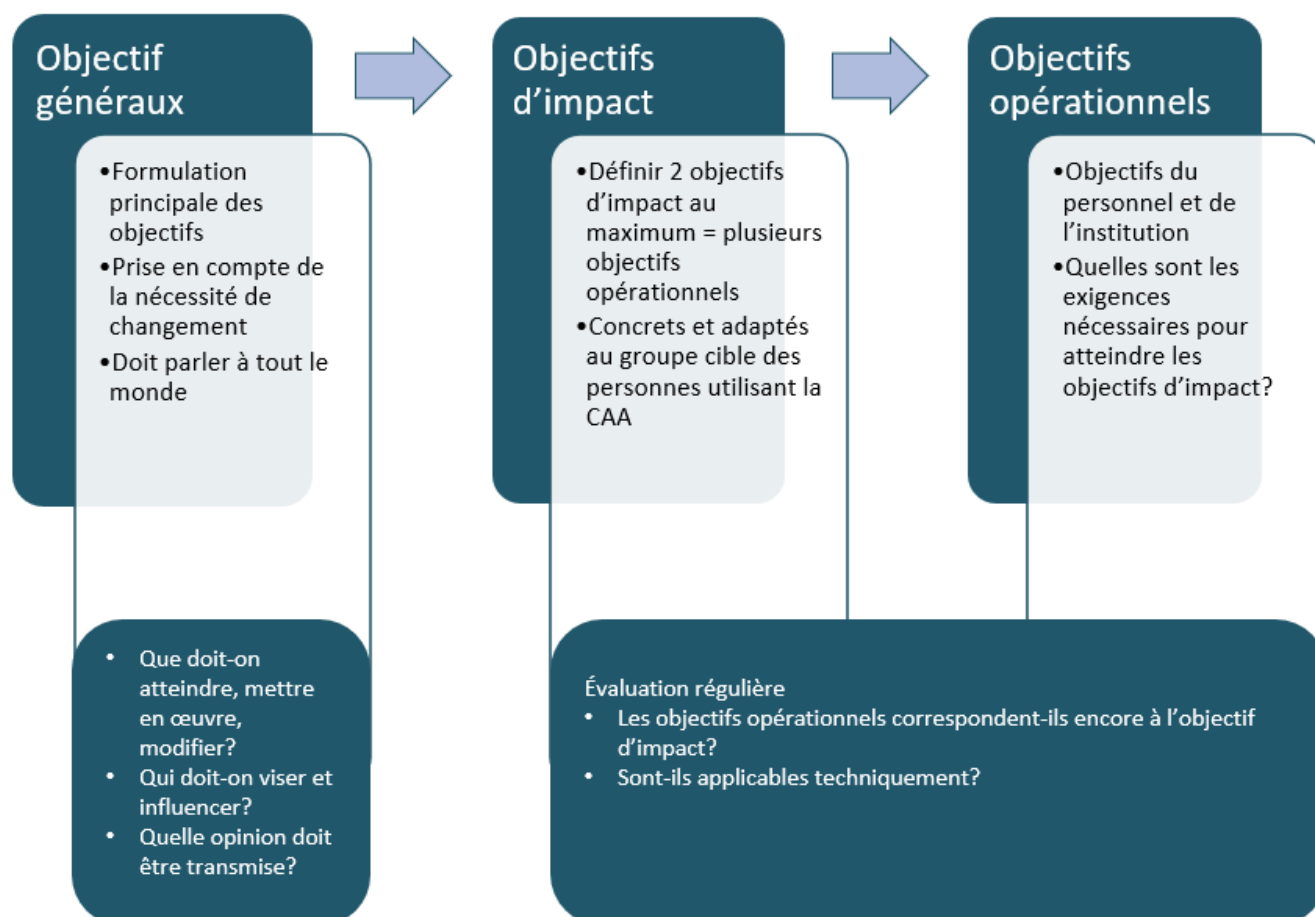 Objectif
généraux
•Formulation
principale des
objectifs
•Prise en compte de
la nécessité de
changement
•Doit parler à tout le
monde
• Que doit-on
atteindre, mettre
en œuvre,
modifier?
• Qui doit-on viser et
influencer?
• Quelle opinion doit
être transmise?
Objectifs
d’impact
•Définir 2 objectifs
d’impact au
maximum = plusieurs
objectifs
opérationnels
•Concrets et adaptés
au groupe cible des
personnes utilisant la
CAA
Objectifs
opérationnels
•Objectifs du
personnel et de
l’institution
•Quelles sont les
exigences
nécessaires pour
atteindre les
objectifs d’impact?
Évaluation régulière
• Les objectifs opérationnels correspondent-ils encore à l’objectif
d’impact?
• Sont-ils applicables techniquement?